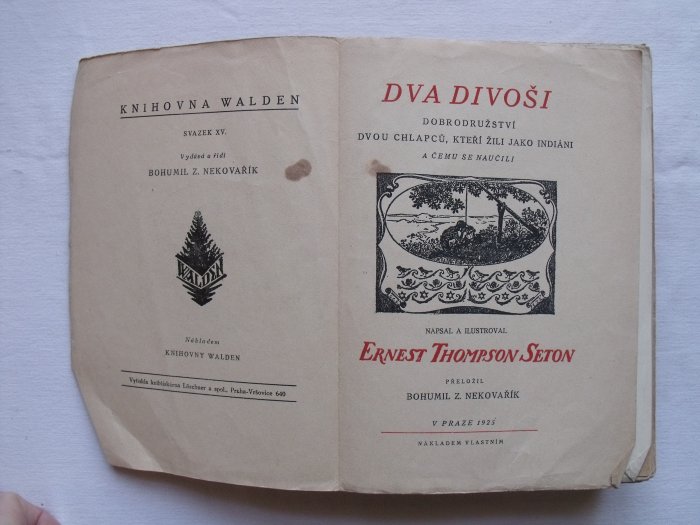 KNIHOVNA WALDEN
SVAZEK XV.
Vydává a řídí
BOHUMIL Z. NEKOVAŘÍK
WALDEN
Nákladem
KNIHOVNY WALDEN
Vytiskla knihtiskárna Löschner a spol., Praha-Vršovice 640
DVA DIVOŠI
DOBRODRUŽSTVÍ
DVOU CHLAPCŮ, KTEŘÍ ŽILI JAKO INDIÁNI
A ČEMU SE NAUČILI
NAPSAL A ILUSTROVAL
ERNEST THOMPSON SETON
PŘELOŽIL
BOHUMIL Z. NEKOVAŘÍK
V PRAZE 1925
NÁKLADEM VLASTNÍM